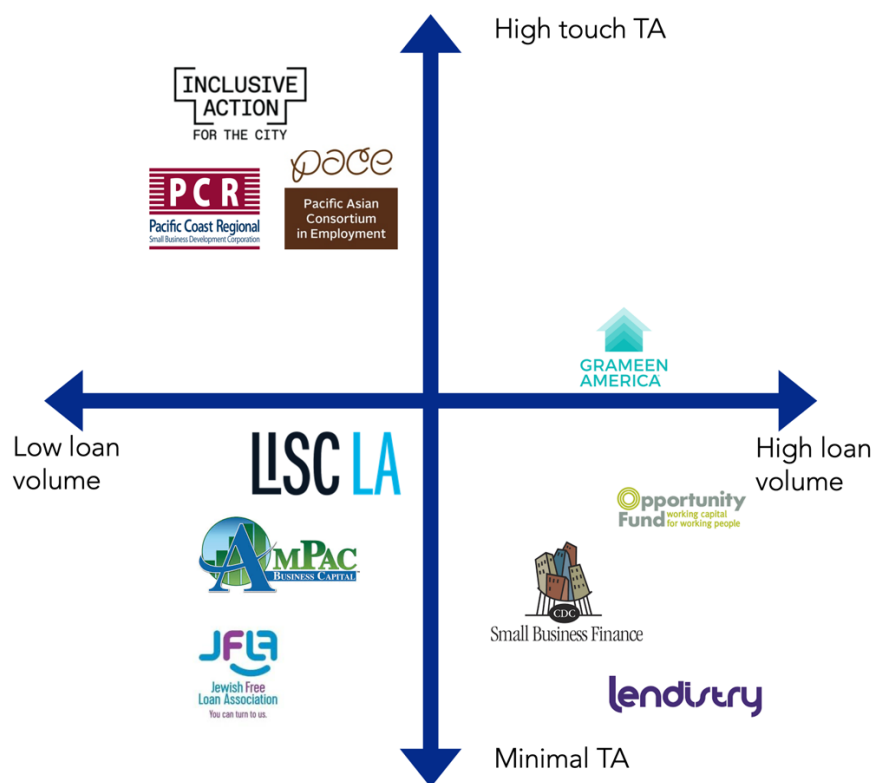 High touch TA
INCLUSIVE
ACTION
FOR THE CITY
pace
Pacific Asian
Consortium
in Employment
PCR
Pacific Coast Regional
Small Business Development Corporation
GRAMEEN
AMERICA
Low loan
volume
High loan
volume
LISC LA
Opportunity
Fund working capital
for working people
AMPAC
BUSINESS CAPITAL
CDC
Small Business Finance
JFLA
Jewish Free
Loan Association
You can turn to us.
lendistry
Minimal TA